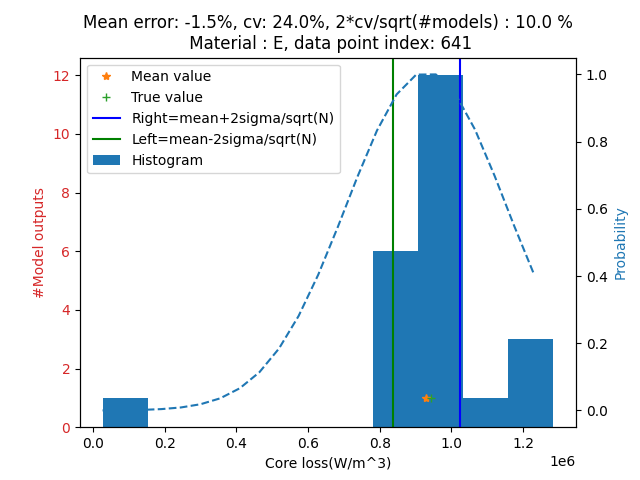 Mean error: -1.5%, cv: 24.0%, 2*cv/sqrt(#models) : 10.0 %
Material : E, data point index: 641
Mean value
True value
Right=mean+2sigma/sqrt(N)
Left=mean-2sigma/sqrt(N)
Histogram
#Model outputs
12
10
8
6
4
2
0
1.0
0.8
0.6
0.4
0.2
0.0
Probability
0.0 0.2 0.4 0.6 0.8 1.0 1.2
1e6
Core loss(W/m^3)